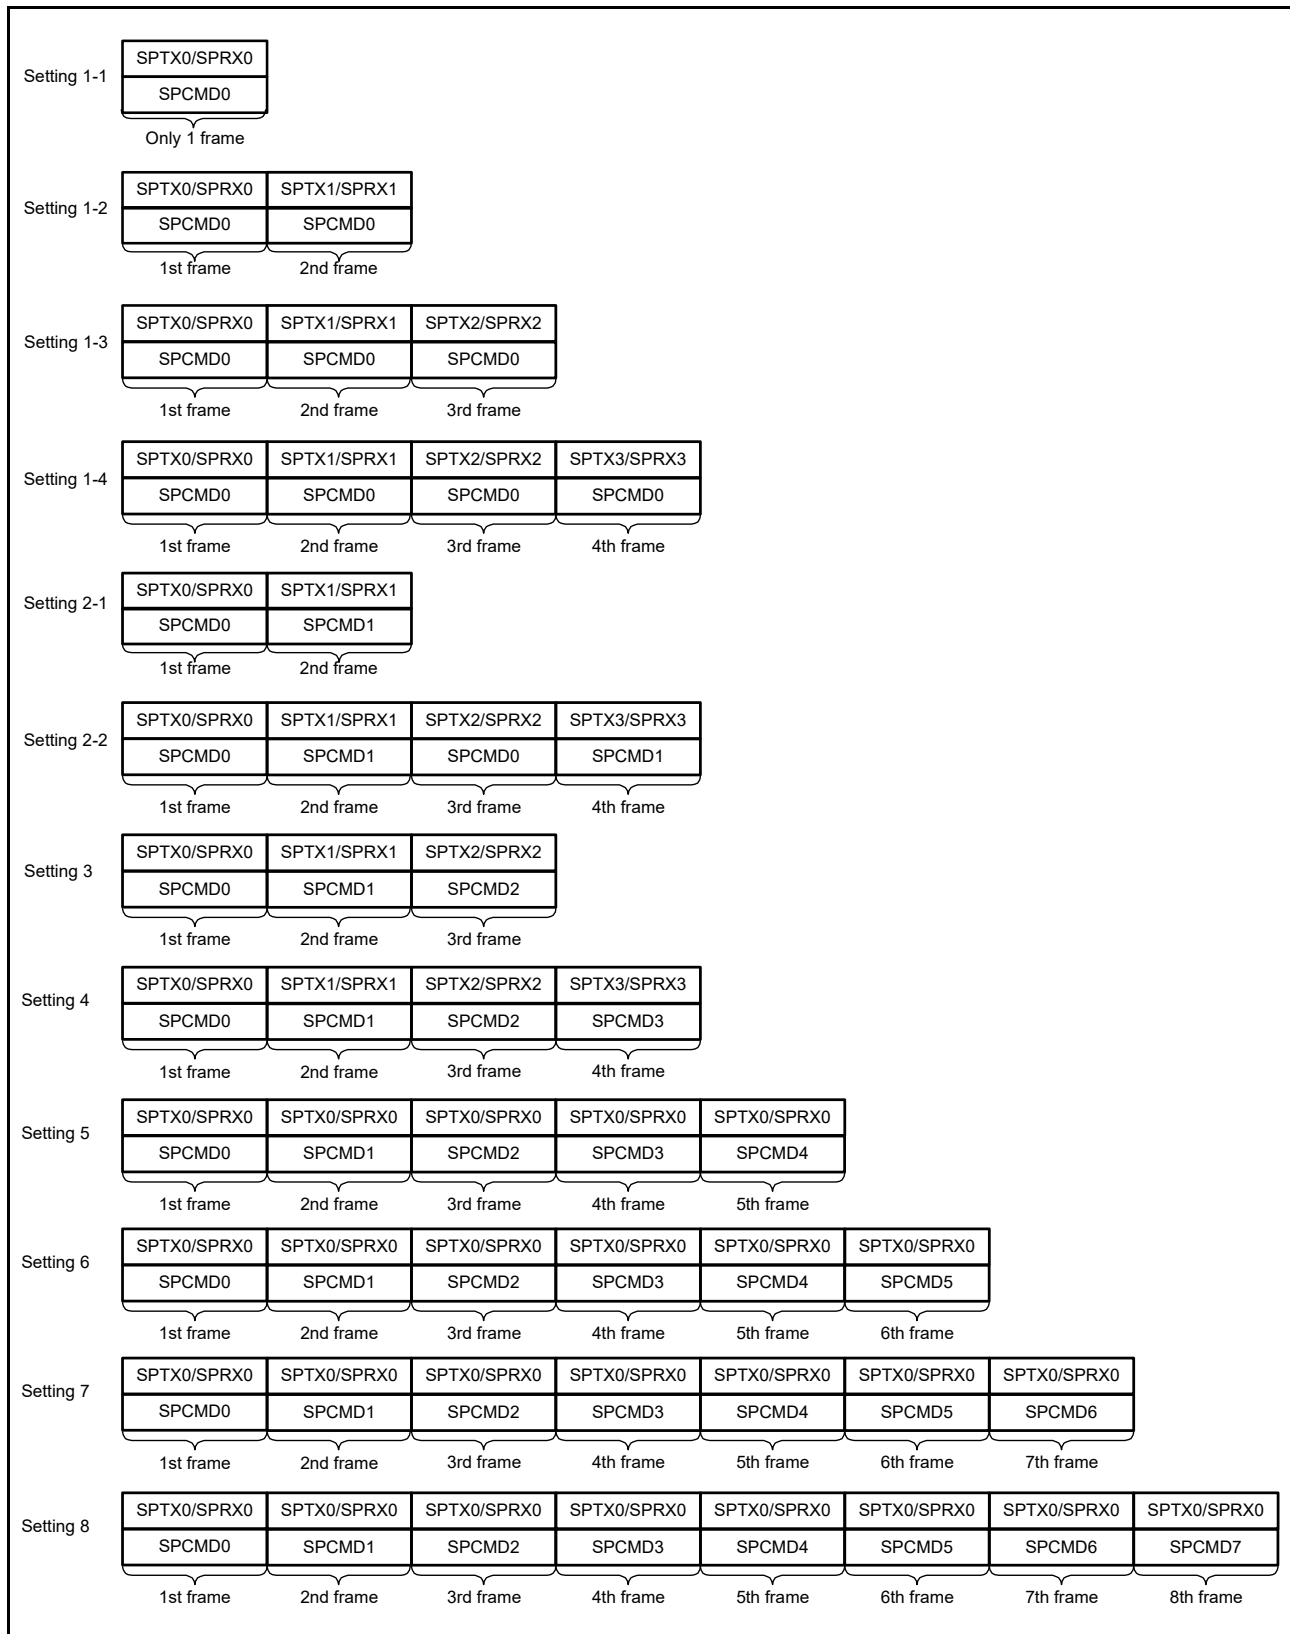 SPTX0/SPRX0
Setting 1-1
SPCMD0
Only 1 frame
SPTX0/SPRX0 SPTX1/SPRX1
Setting 1-2
SPCMD0 SPCMD0
1st frame 2nd frame
SPTX0/SPRX0 SPTX1/SPRX1 SPTX2/SPRX2
Setting 1-3
SPCMD0 SPCMD0 SPCMD0
1st frame 2nd frame 3rd frame
SPTX0/SPRX0 SPTX1/SPRX1 SPTX2/SPRX2 SPTX3/SPRX3
Setting 1-4
SPCMD0 SPCMD0 SPCMD0 SPCMD0
1st frame 2nd frame 3rd frame 4th frame
SPTX0/SPRX0 SPTX1/SPRX1
Setting 2-1
SPCMD0 SPCMD1
1st frame 2nd frame
SPTX0/SPRX0 SPTX1/SPRX1 SPTX2/SPRX2 SPTX3/SPRX3
Setting 2-2
SPCMD0 SPCMD1 SPCMD0 SPCMD1
1st frame 2nd frame 3rd frame 4th frame
SPTX0/SPRX0 SPTX1/SPRX1 SPTX2/SPRX2
Setting 3
SPCMD0 SPCMD1 SPCMD2
1st frame 2nd frame 3rd frame
SPTX0/SPRX0 SPTX1/SPRX1 SPTX2/SPRX2 SPTX3/SPRX3
Setting 4
SPCMD0 SPCMD1 SPCMD2 SPCMD3
1st frame 2nd frame 3rd frame 4th frame
SPTX0/SPRX0 SPTX0/SPRX0 SPTX0/SPRX0 SPTX0/SPRX0 SPTX0/SPRX0
Setting 5
SPCMD0 SPCMD1 SPCMD2 SPCMD3 SPCMD4
1st frame 2nd frame 3rd frame 4th frame 5th frame
SPTX0/SPRX0 SPTX0/SPRX0 SPTX0/SPRX0 SPTX0/SPRX0 SPTX0/SPRX0 SPTX0/SPRX0
Setting 6
SPCMD0 SPCMD1 SPCMD2 SPCMD3 SPCMD4 SPCMD5
1st frame 2nd frame 3rd frame 4th frame 5th frame 6th frame
SPTX0/SPRX0 SPTX0/SPRX0 SPTX0/SPRX0 SPTX0/SPRX0 SPTX0/SPRX0 SPTX0/SPRX0 SPTX0/SPRX0
Setting 7
SPCMD0 SPCMD1 SPCMD2 SPCMD3 SPCMD4 SPCMD5 SPCMD6
1st frame 2nd frame 3rd frame 4th frame 5th frame 6th frame 7th frame
SPTX0/SPRX0 SPTX0/SPRX0 SPTX0/SPRX0 SPTX0/SPRX0 SPTX0/SPRX0 SPTX0/SPRX0 SPTX0/SPRX0 SPTX0/SPRX0
Setting 8
SPCMD0 SPCMD1 SPCMD2 SPCMD3 SPCMD4 SPCMD5 SPCMD6 SPCMD7
1st frame 2nd frame 3rd frame 4th frame 5th frame 6th frame 7th frame 8th frame